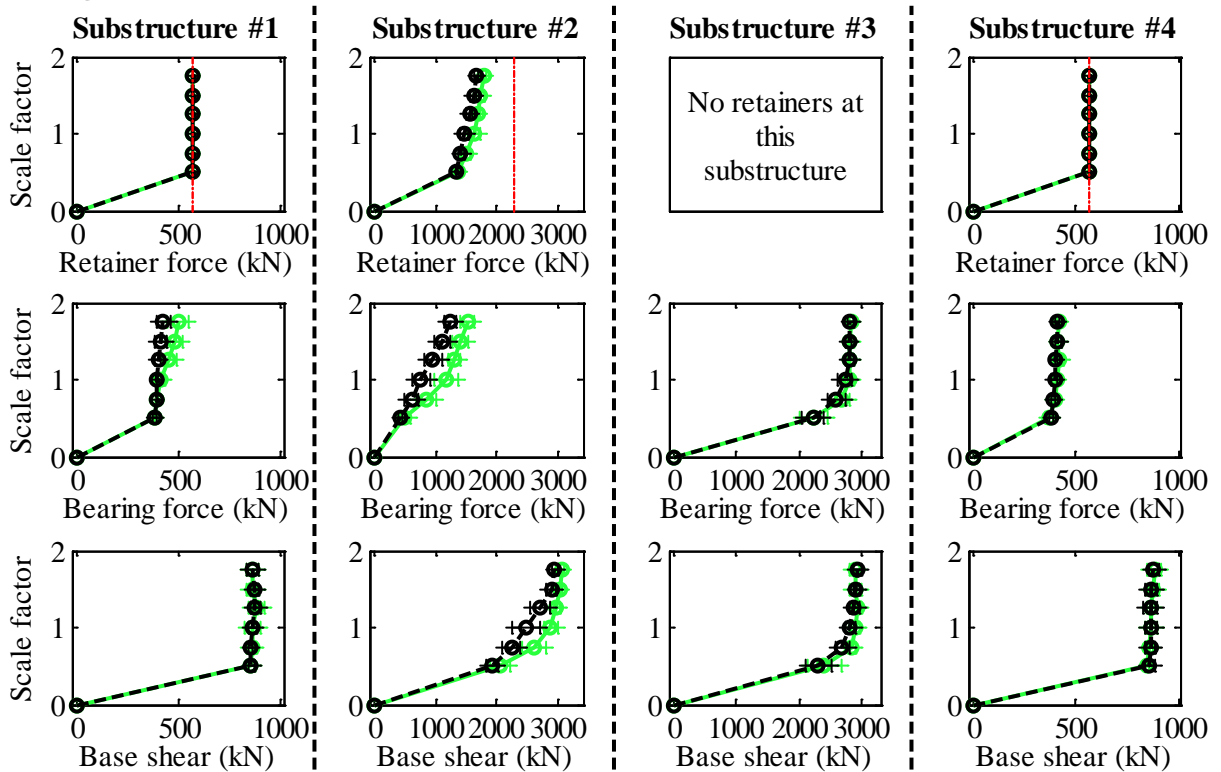 Substructure #1 Substructure #2 Substructure #3 Substructure #4
Scale factor
2
1
0
0 500 1000
Retainer force (kN)
2
1
0
0 1000 2000 3000
Retainer force (kN)
No retainers at
this
substructure
2
1
0
0 500 1000
Retainer force (kN)
Scale factor
2
1
0
0 500 1000
Bearing force (kN)
2
1
0
0 1000 2000 3000
Bearing force (kN)
2
1
0
0 1000 2000 3000
Bearing force (kN)
2
1
0
0 500 1000
Bearing force (kN)
Scale factor
2
1
0
0 500 1000
Base shear (kN)
2
1
0
0 1000 2000 3000
Base shear (kN)
2
1
0
0 1000 2000 3000
Base shear (kN)
2
1
0
0 500 1000
Base shear (kN)